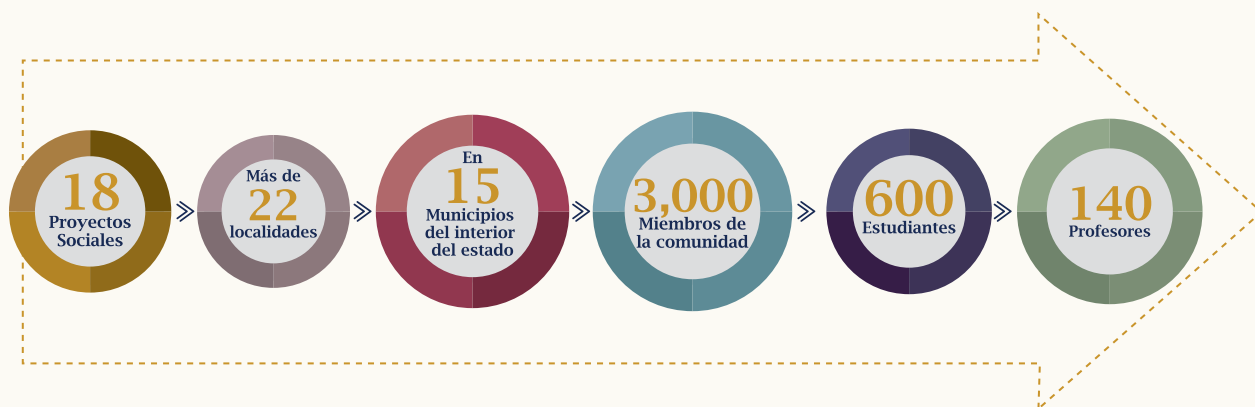 18
Proyectos
Sociales
Más de
22
localidades
En
15
Municipios
del interior
del estado
3,000
Miembros de
la comunidad
600
Estudiantes
140
Profesores